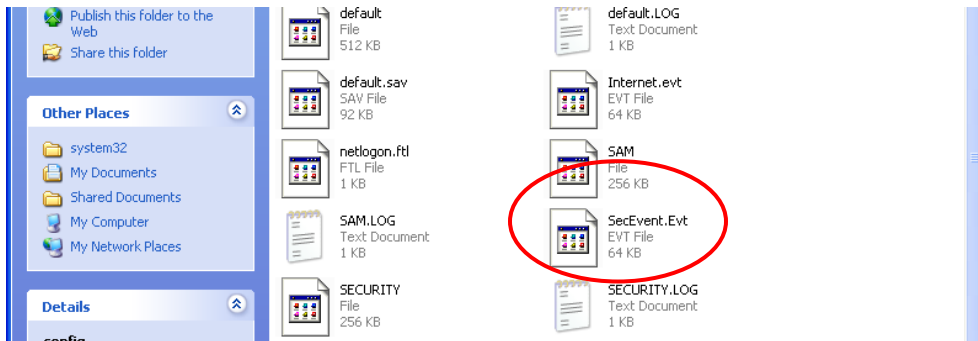 Publish this folder to the
Web
Share this folder
Other Places
system32
My Documents
Shared Documents
My Computer
My Network Places
Details
config
default
File
512 KB
default.LOG
Text Document
1 KB
default.sav
SAV File
92 KB
Internet.evt
EVT File
64 KB
netlogon.ftl
FTL File
1 KB
SAM
File
256 KB
SAM.LOG
Text Document
1 KB
SecEvent.Evt
EVT File
64 KB
SECURITY
File
256 KB
SECURITY.LOG
Text Document
1 KB